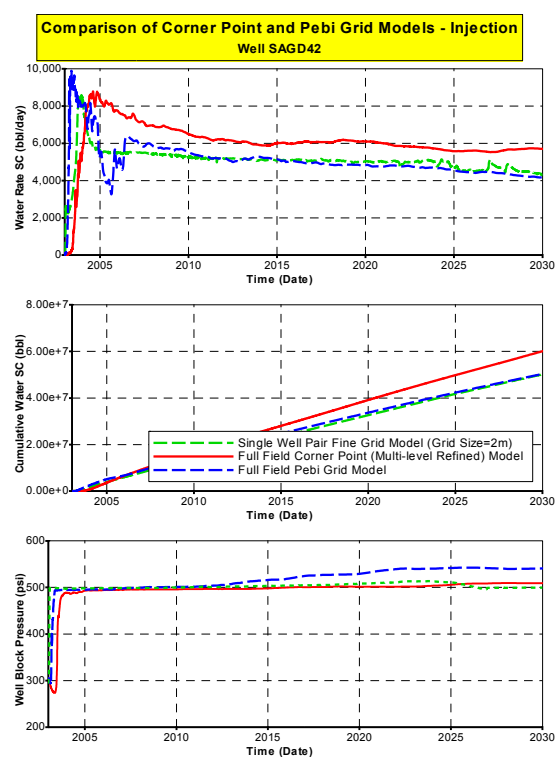 Comparison of Corner Point and Pebi Grid Models - Injection
Well SAGD42
Water Rate SC (bbl/day)
10,000
8,000
6,000
4,000
2,000
0
2005 2010 2015 2020 2025 2030
Time (Date)
Cumulative Water SC (bbl)
8.00e+7
6.00e+7
4.00e+7
2.00e+7
0.00e+0
Single Well Pair Fine Grid Model (Grid Size=2m)
Full Field Corner Point (Multi-level Refined) Model
Full Field Pebi Grid Model
2005 2010 2015 2020 2025 2030
Time (Date)
Well Block Pressure (psi)
600
500
400
300
200
2005 2010 2015 2020 2025 2030
Time (Date)